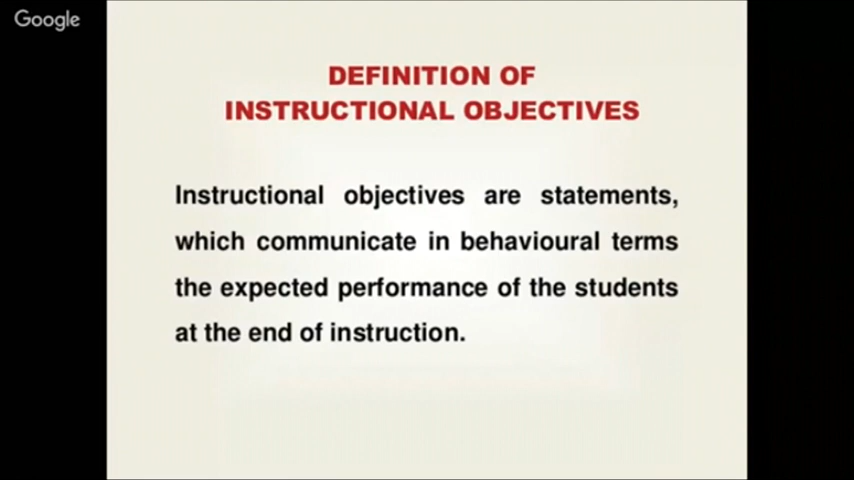 Google
DEFINITION OF
INSTRUCTIONAL OBJECTIVES
Instructional objectives are statements,
which communicate in behavioural terms
the expected performance of the students
at the end of instruction.